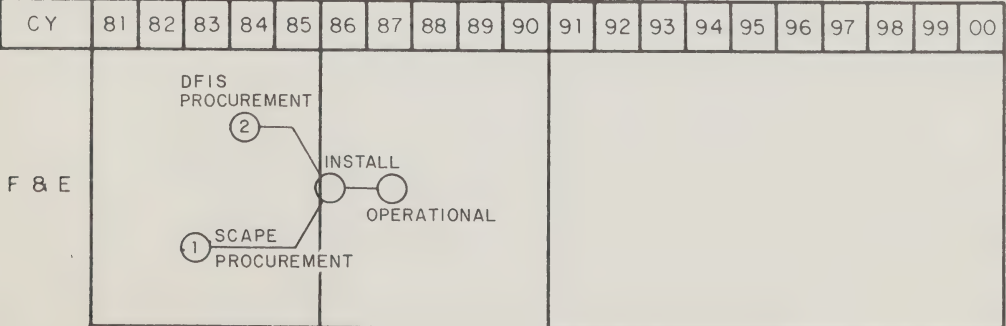 CY 81 82 83 84 85 86 87 88 89 90 91 92 93 94 95 96 97 98 99 00
DFIS
PROCUREMENT
2
INSTALL
F & E
OPERATIONAL
1 SCAPE
PROCUREMENT